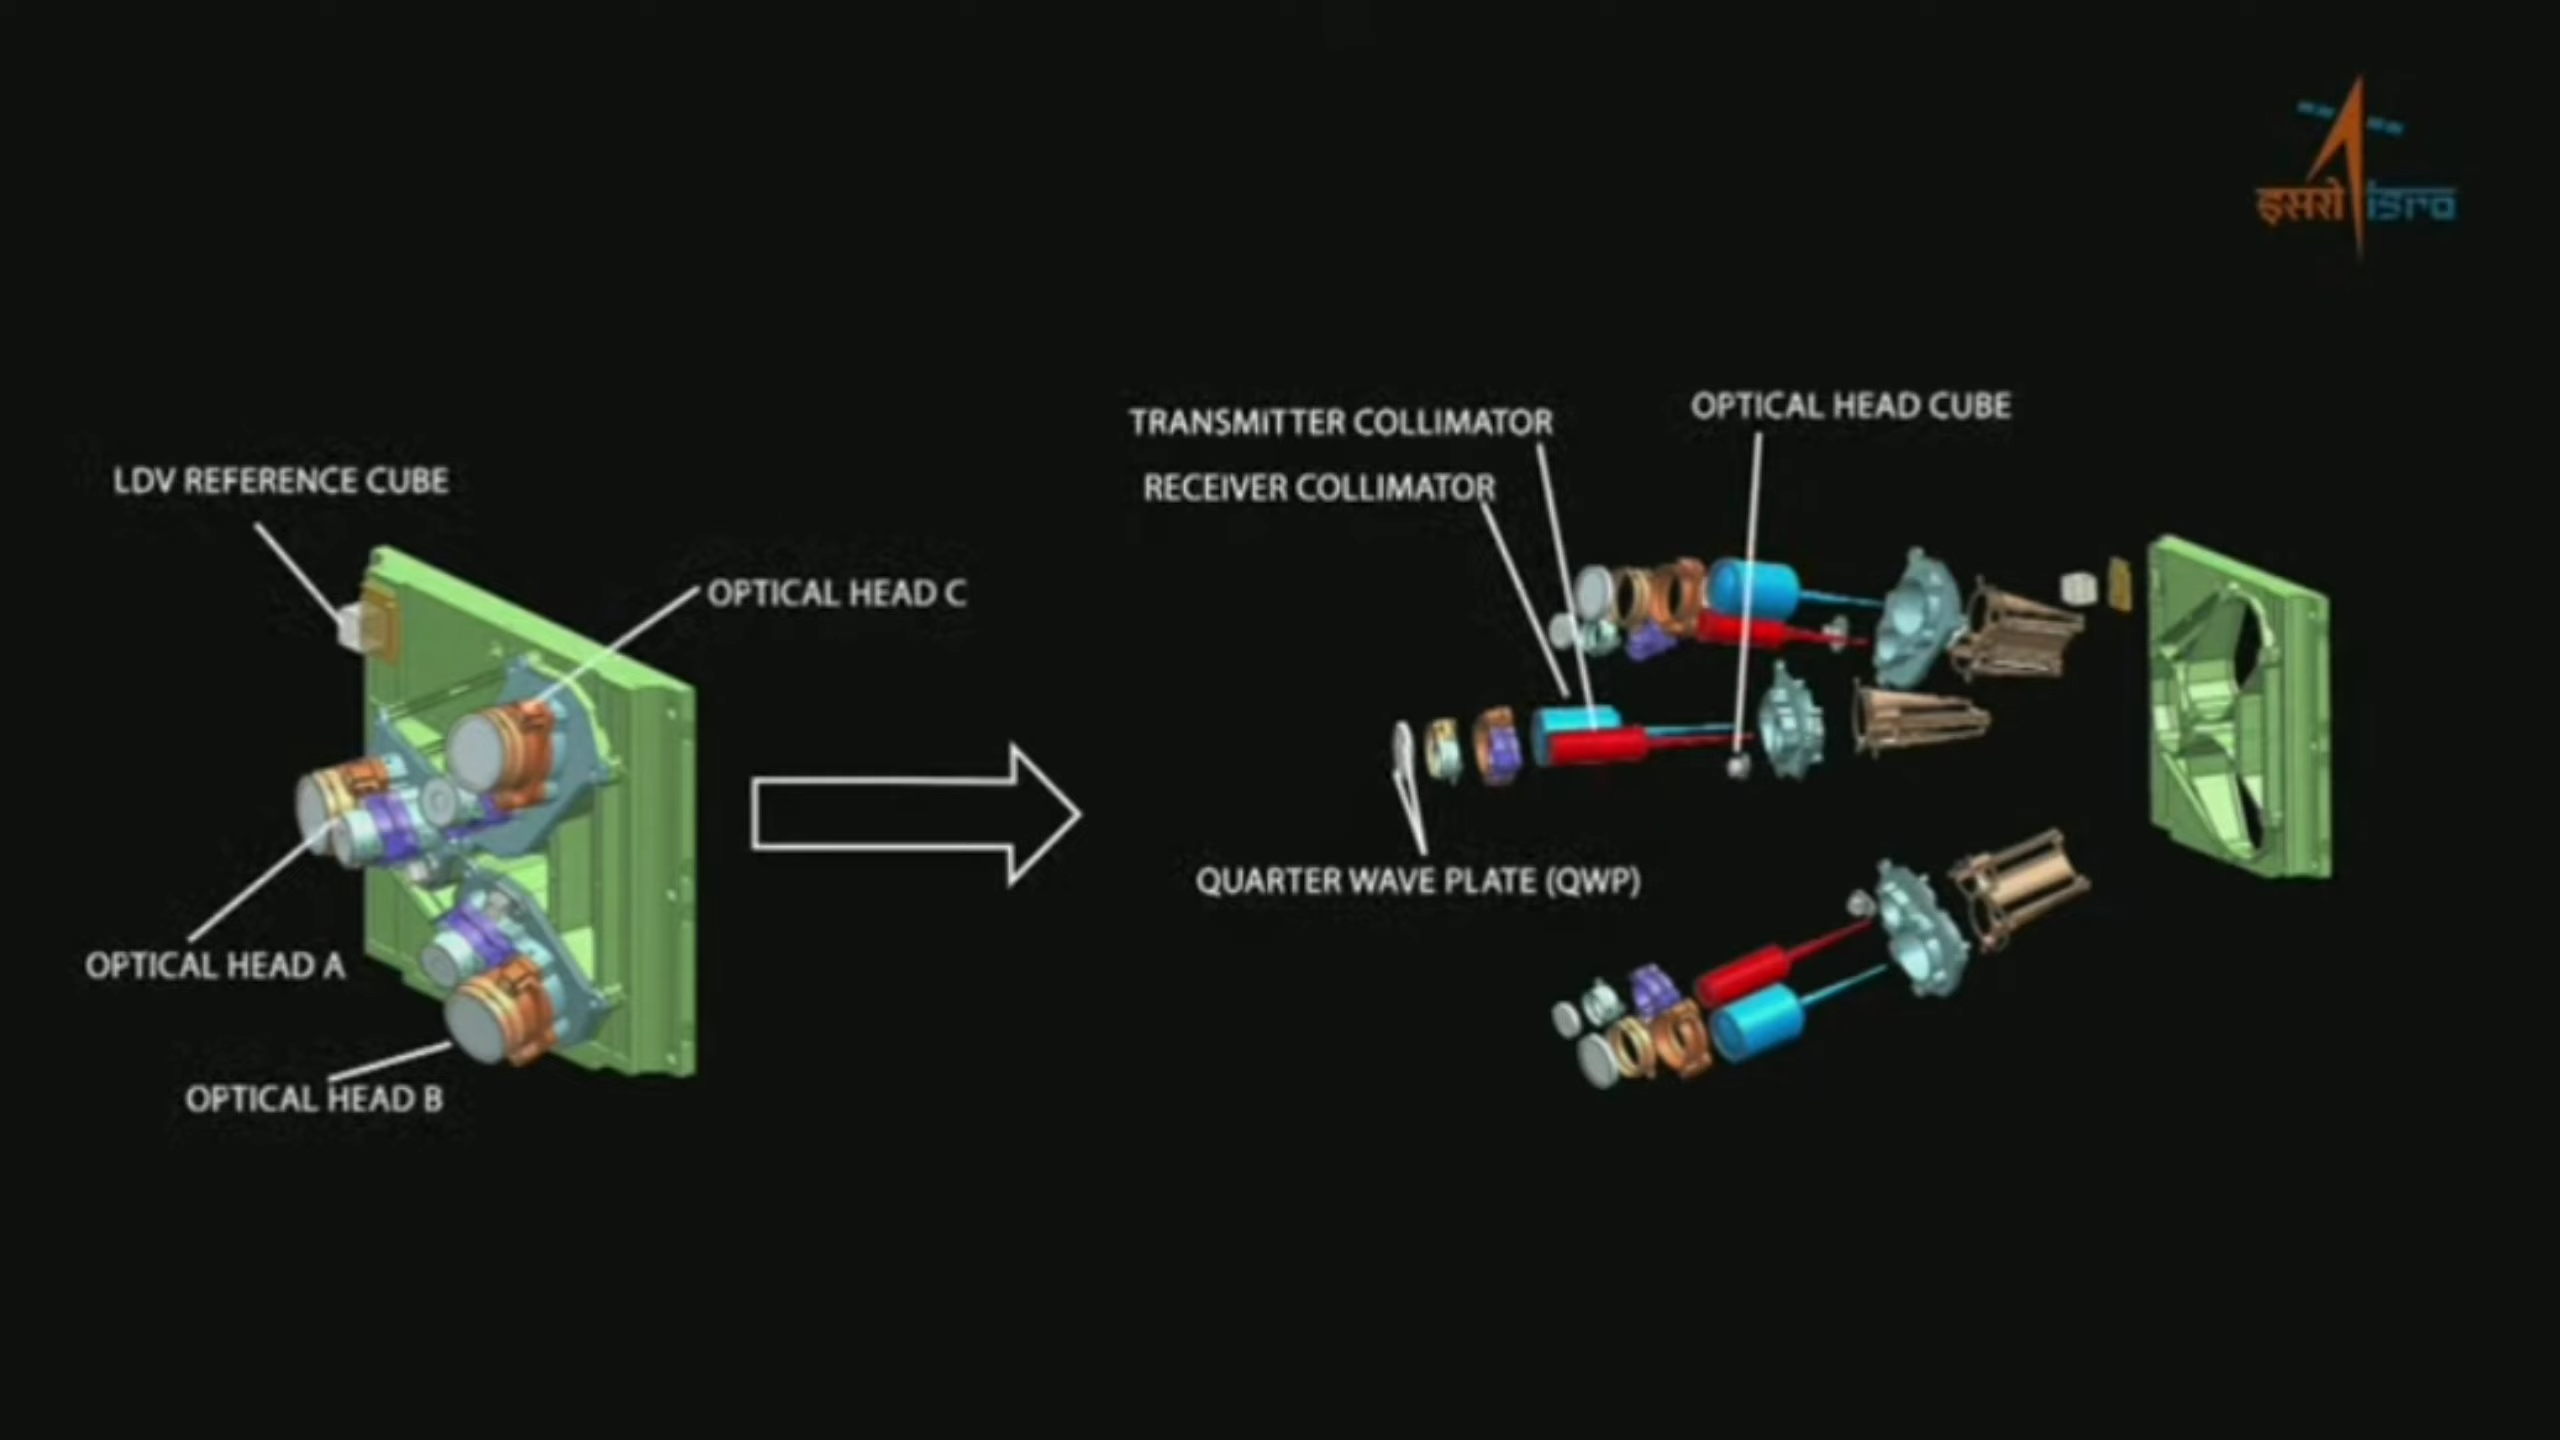 इसरो isro
TRANSMITTER COLLIMATOR
OPTICAL HEAD CUBE
RECEIVER COLLIMATOR
LDV REFERENCE CUBE
OPTICAL HEAD C
QUARTER WAVE PLATE (QWP)
OPTICAL HEAD A
OPTICAL HEAD B